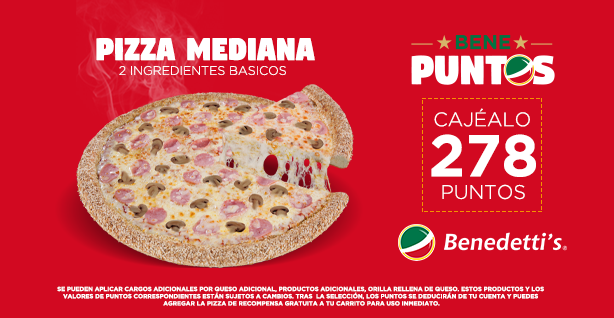 PIZZA MEDIANA
2 INGREDIENTES BASICOS
BENE
PUNTOS
CAJÉALO
278
PUNTOS
Benedetti's®
SE PUEDEN APLICAR CARGOS ADICIONALES POR QUESO ADICIONAL, PRODUCTOS ADICIONALES, ORILLA RELLENA DE QUESO. ESTOS PRODUCTOS Y LOS
VALORES DE PUNTOS CORRESPONDIENTES ESTÁN SUJETOS A CAMBIOS. TRAS LA SELECCIÓN, LOS PUNTOS SE DEDUCIRÁN DE TU CUENTA Y PUEDES
AGREGAR LA PIZZA DE RECOMPENSA GRATUITA A TU CARRITO PARA USO INMEDIATO.